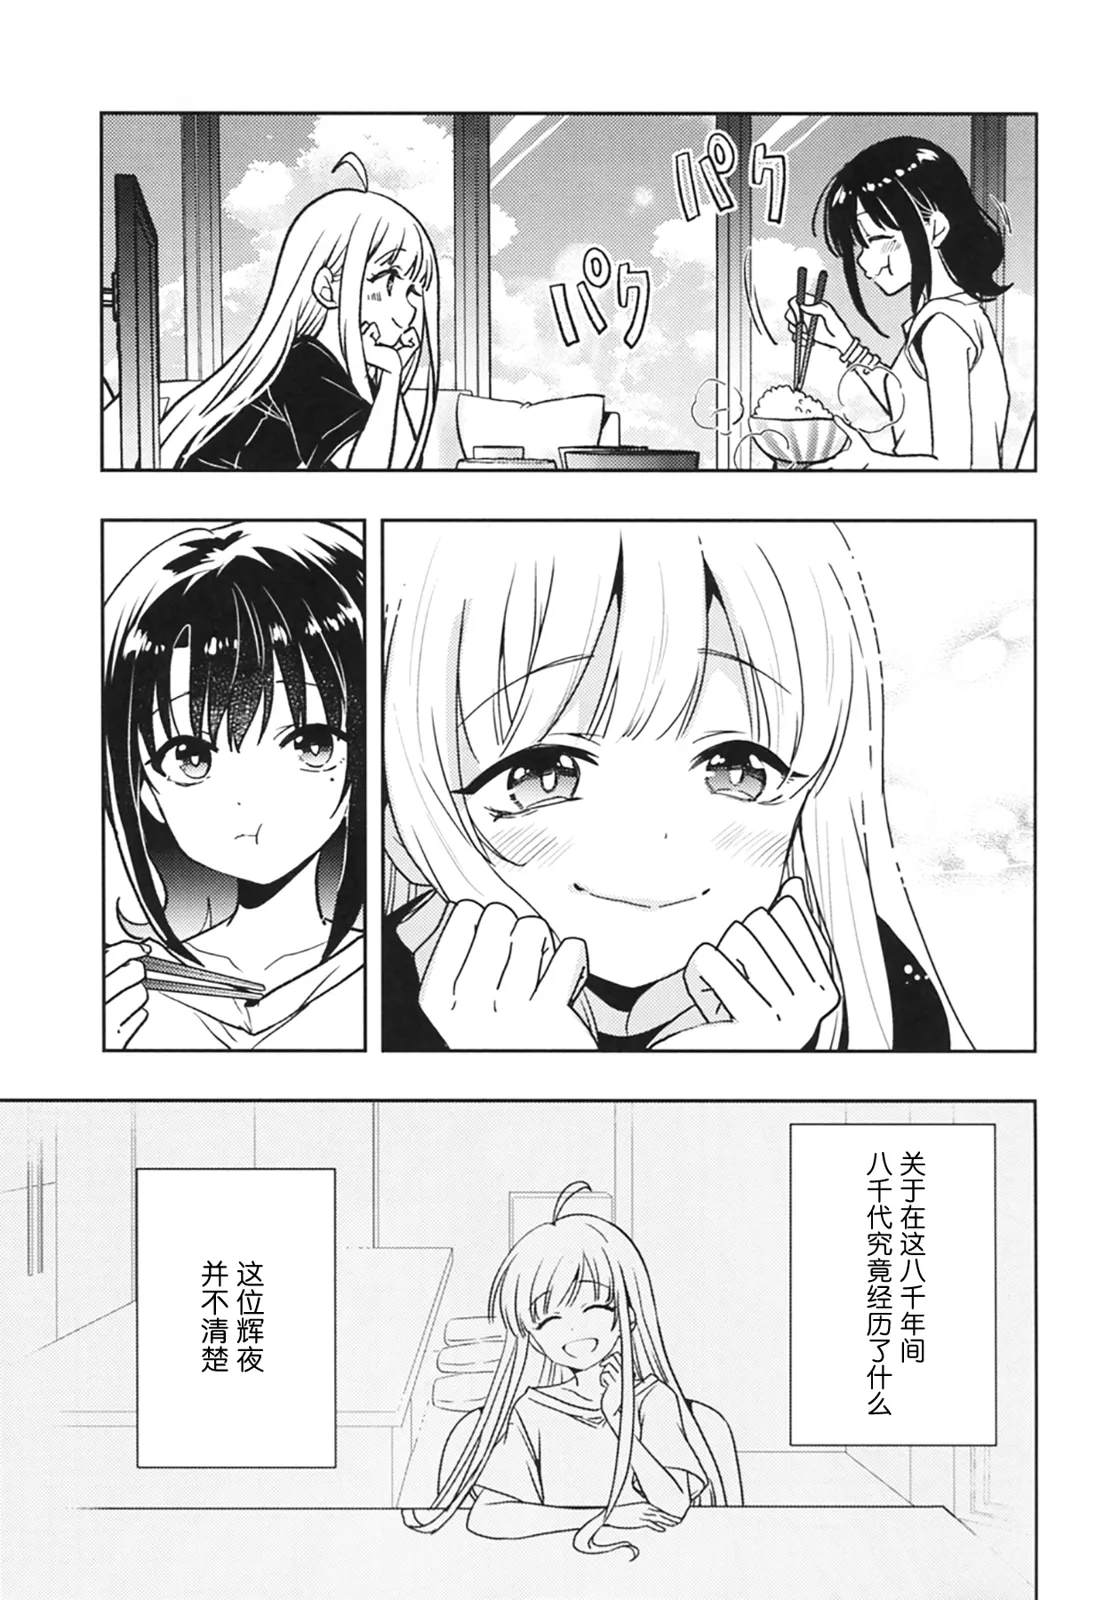 パク
パク
关于在这八千年间
八千代究竟经历了什么
这位辉夜
并不清楚